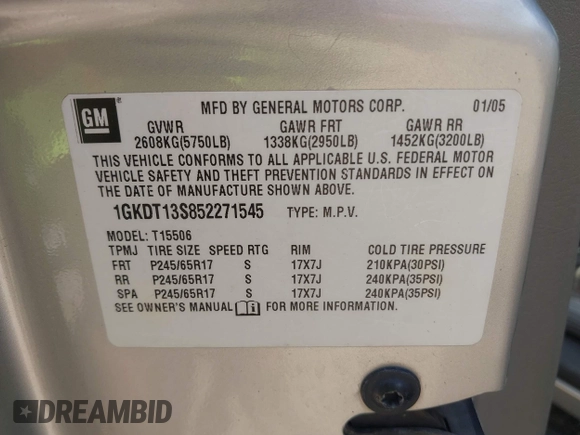 GM
MFD BY GENERAL MOTORS CORP. 01/05
GVWR GAWR FRT GAWR RR
2608KG(5750LB) 1338KG(2950LB) 1452KG(3200LB)
THIS VEHICLE CONFORMS TO ALL APPLICABLE U.S. FEDERAL MOTOR
VEHICLE SAFETY AND THEFT PREVENTION STANDARDS IN EFFECT ON
THE DATE OF MANUFACTURE SHOWN ABOVE.
1GKDT13S852271545 TYPE: M.P.V.
MODEL: T15506
TPMJ TIRE SIZE SPEED RTG RIM COLD TIRE PRESSURE
FRT P245/65R17 S 17X7J 210KPA(30PSI)
RR P245/65R17 S 17X7J 240KPA(35PSI)
SPA P245/65R17 S 17X7J 240KPA(35PSI)
SEE OWNER'S MANUAL FOR MORE INFORMATION.
DREAMBID